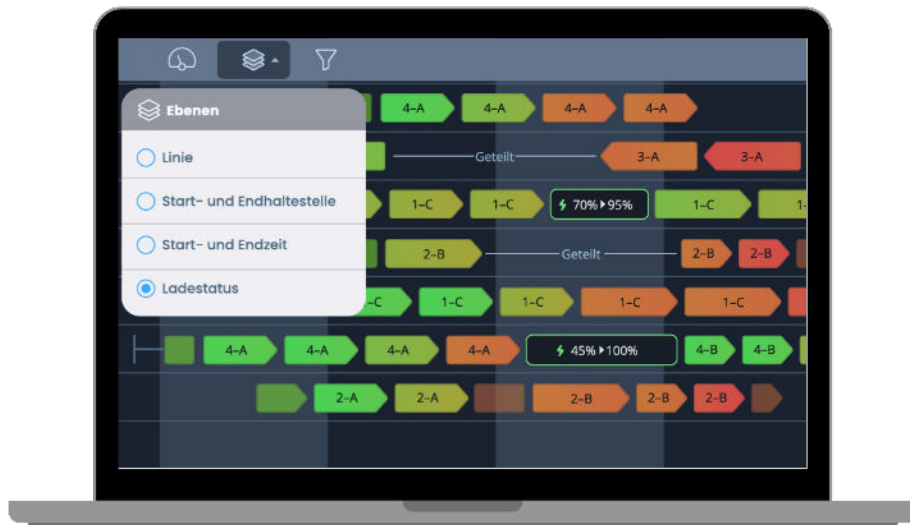 Ebenen
Linie
Start- und Endhaltestelle
Start- und Endzeit
Ladestatus
4–A 4–A 4–A 4–A
Geteilt 3–A 3–A
1–C 1–C 70%▸95% 1–C 1-
2–B Geteilt 2–B 2–B
–C 1–C 1–C 1–C 1–C
4–A 4–A 4–A 4–A 45%▸100% 4–B 4–B
2–A 2–A 2–B 2–B 2–B